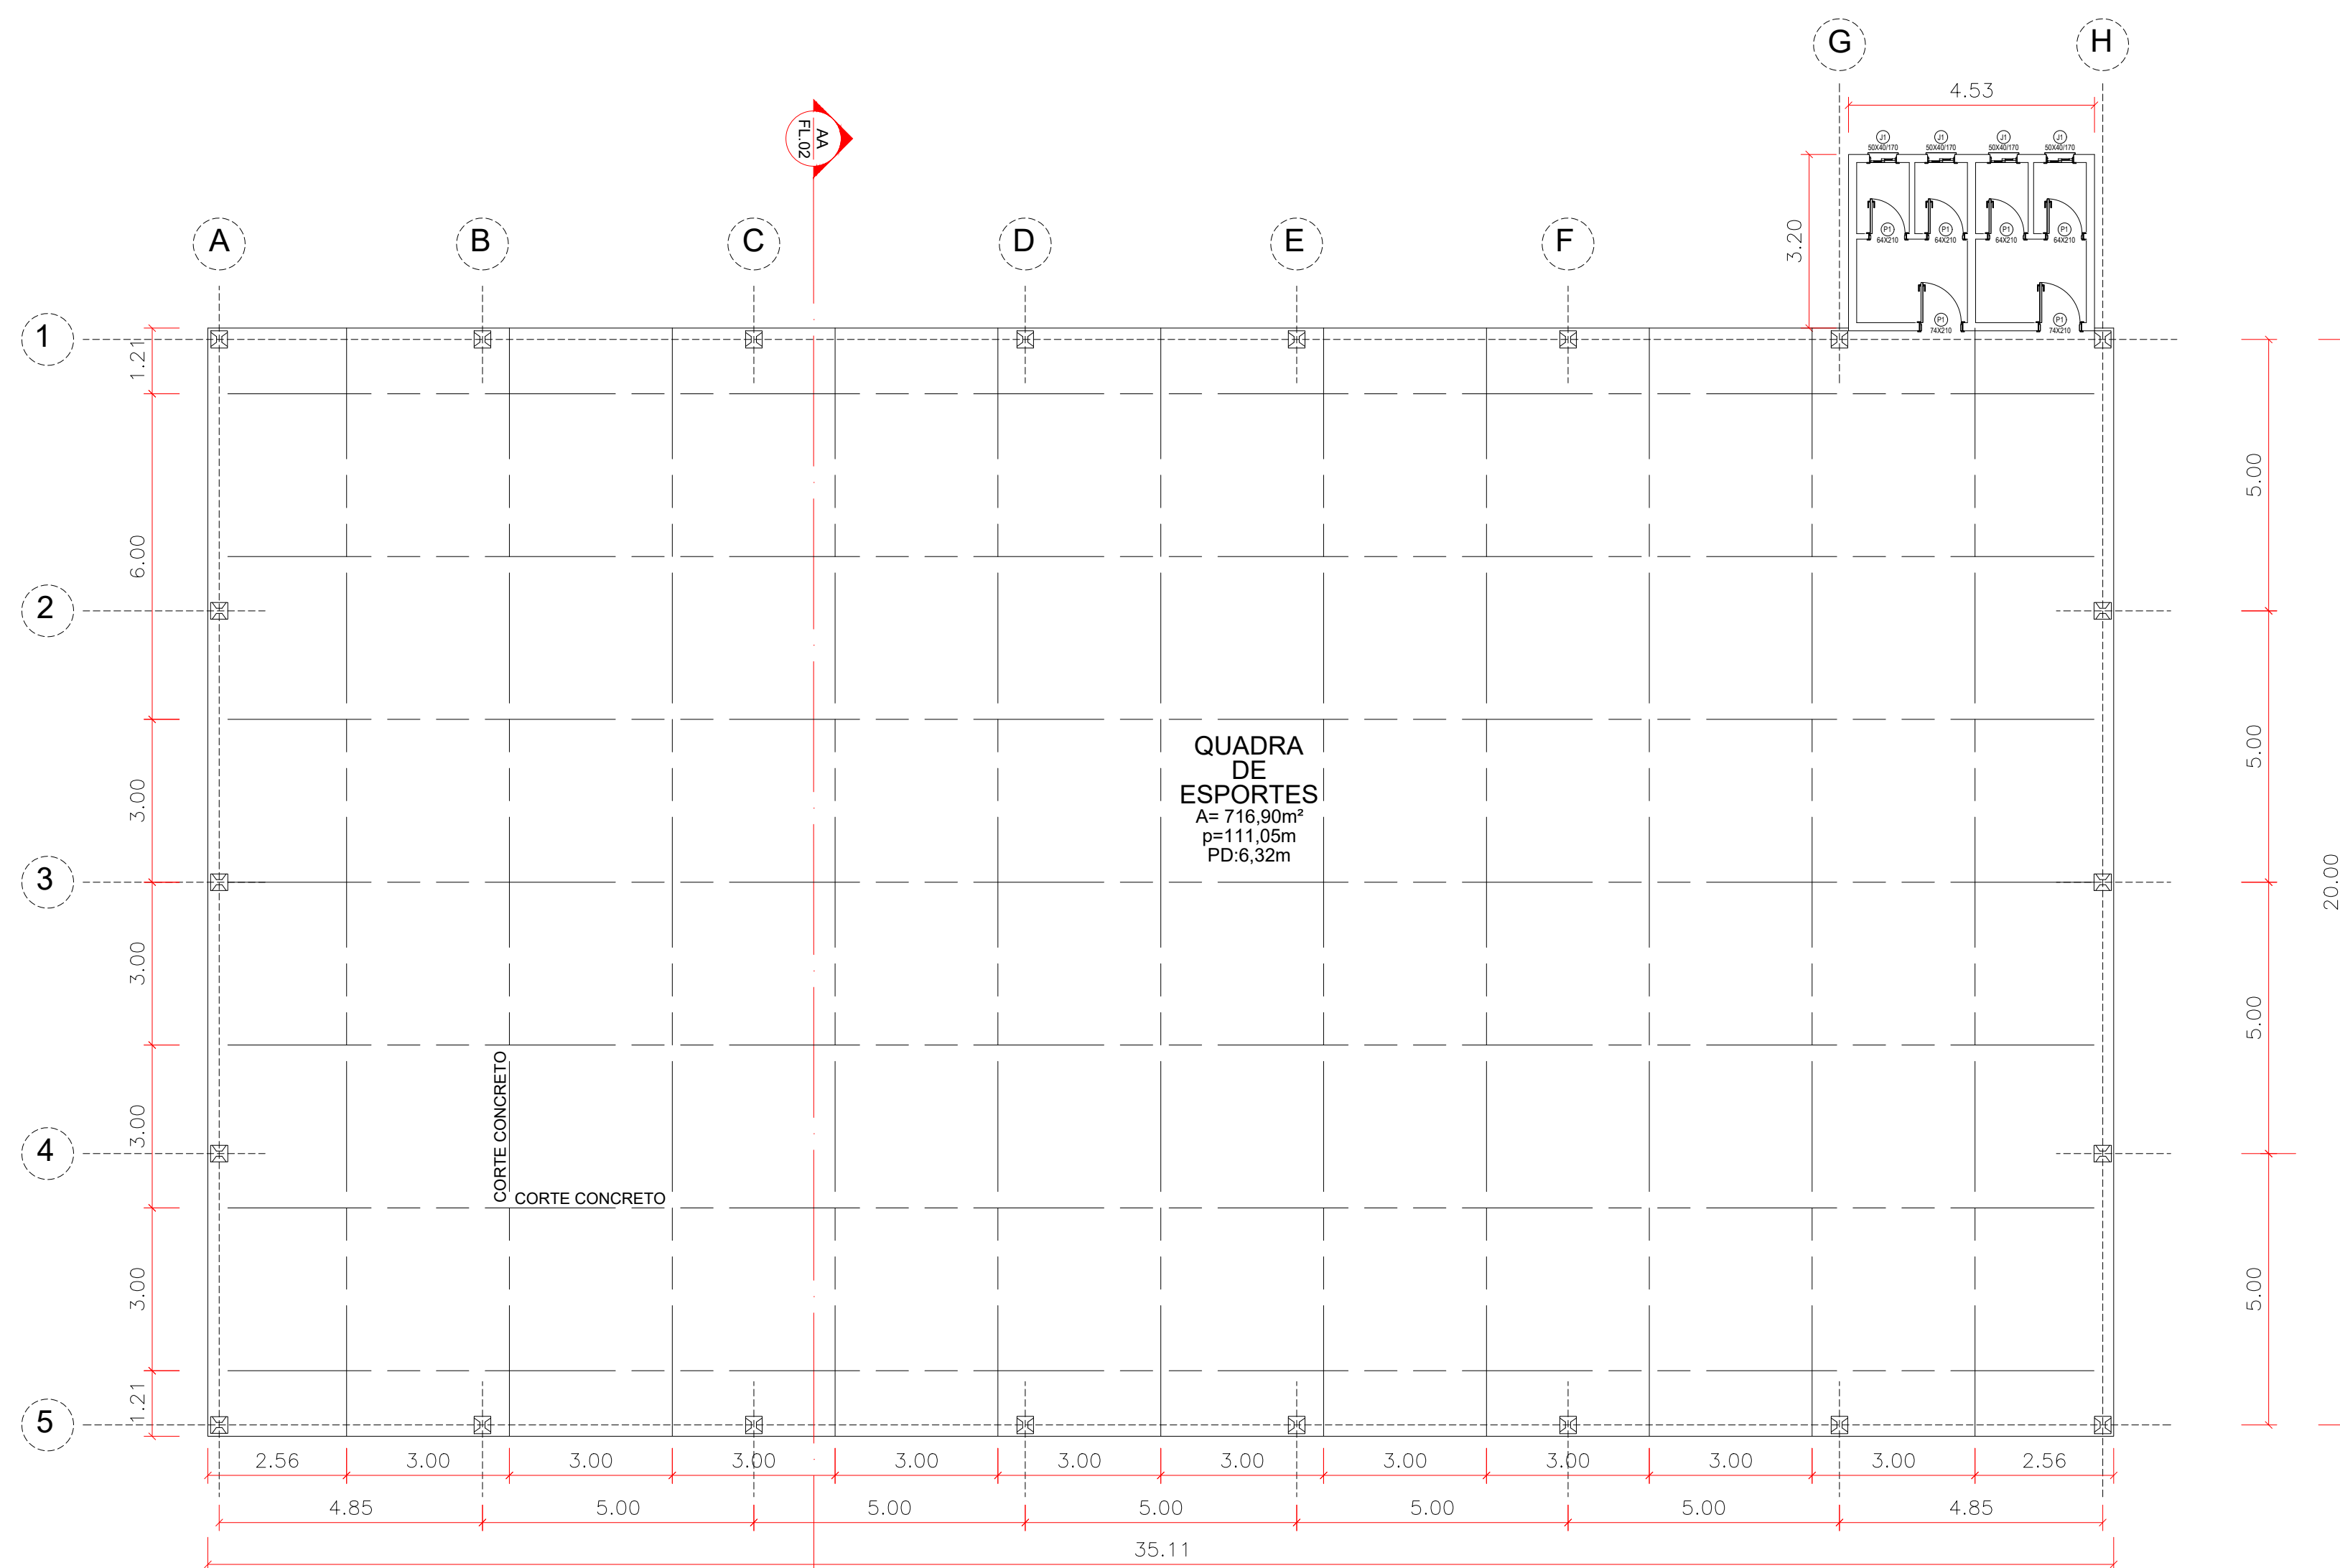 G
H
4.53
AA
FL.02
J1
50X40/170
J1
50X40/170
J1
50X40/170
J1
50X40/170
3.20
P1
64X210
P1
64X210
P1
64X210
P1
64X210
P1
74X210
P1
74X210
A
B
C
D
E
F
1
2
3
4
5
1.21
6.00
3.00
3.00
3.00
3.00
1.21
QUADRA
DE
ESPORTES
A= 716,90m²
p=111,05m
PD:6,32m
5.00
5.00
5.00
5.00
20.00
CORTE CONCRETO
CORTE CONCRETO
2.56
3.00
3.00
3.00
3.00
3.00
3.00
3.00
3.00
3.00
3.00
2.56
4.85
5.00
5.00
5.00
5.00
5.00
4.85
35.11